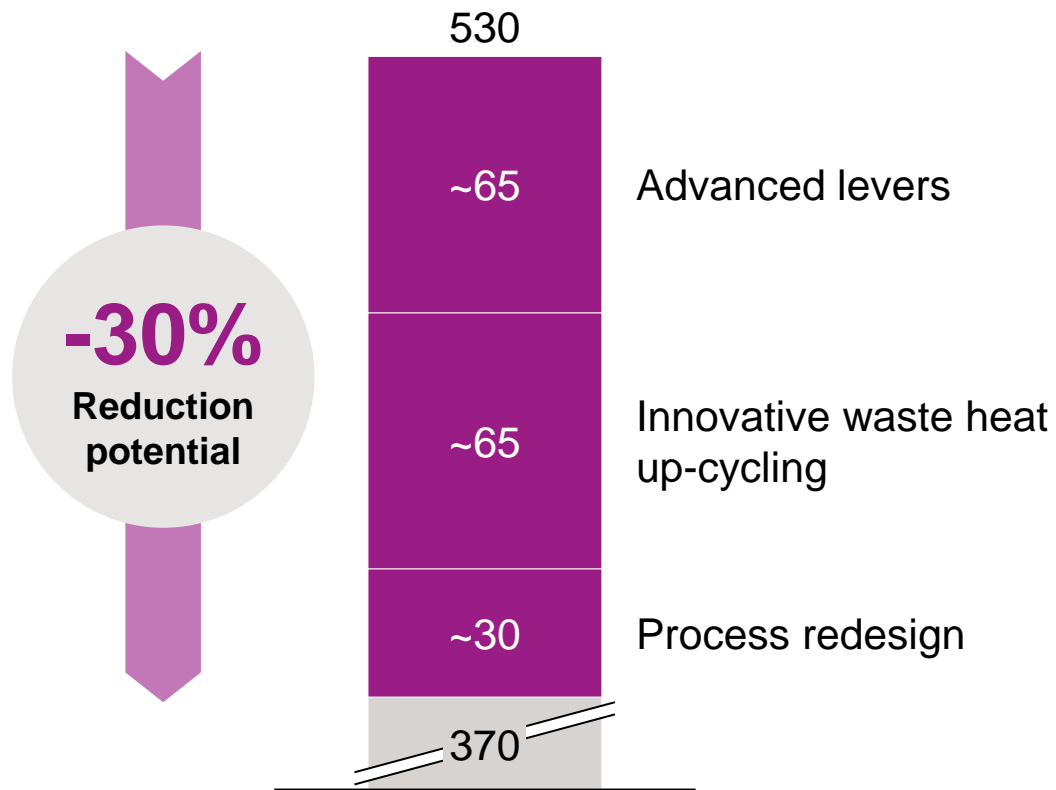 530
~65
Advanced levers
-30%
Reduction
potential
~65
Innovative waste heat
up-cycling
~30
Process redesign
370